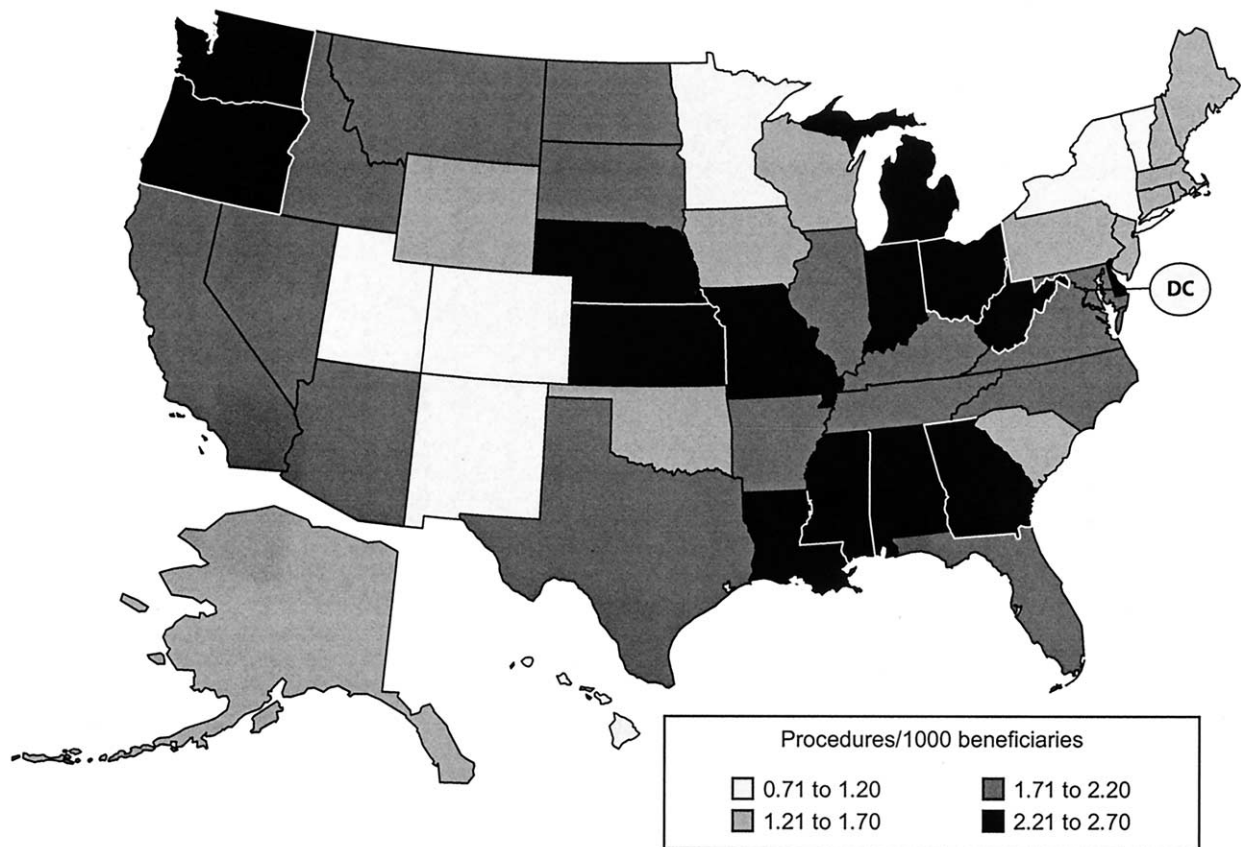 DC
Procedures/1000 beneficiaries
0.71 to 1.20
1.71 to 2.20
1.21 to 1.70
2.21 to 2.70